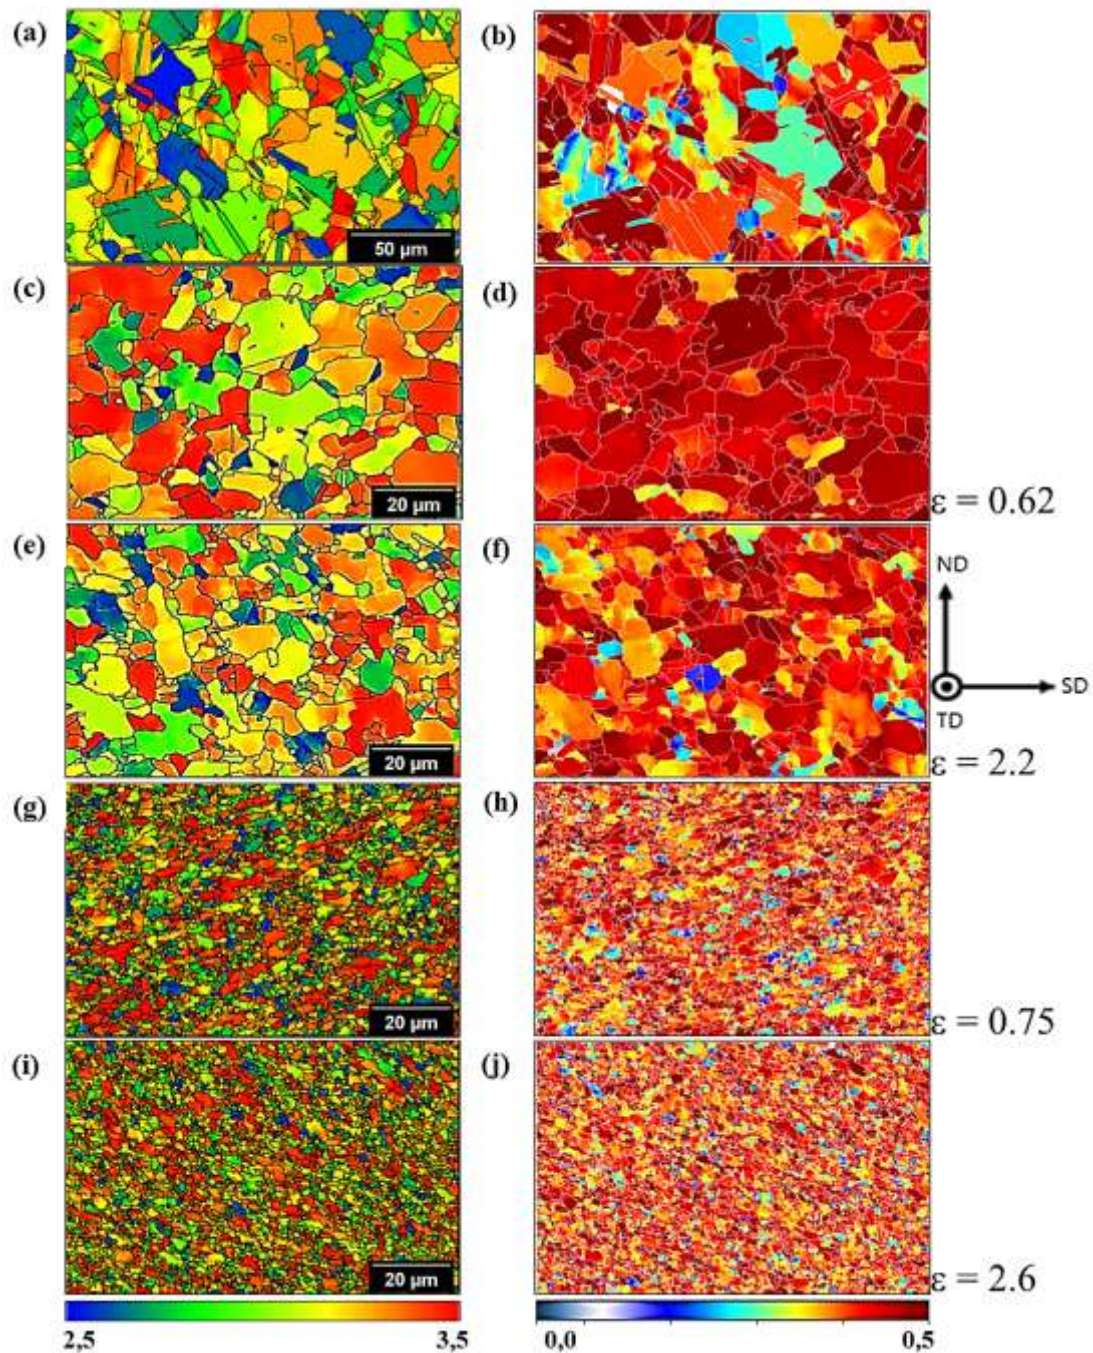 (a)
(b)
50 µm
(c)
(d)
20 µm
ε = 0.62
(e)
(f)
ND
SD
TD
20 µm
ε = 2.2
(g)
(h)
20 µm
ε = 0.75
(i)
(j)
20 µm
ε = 2.6
2,5
3,5
0,0
0,5